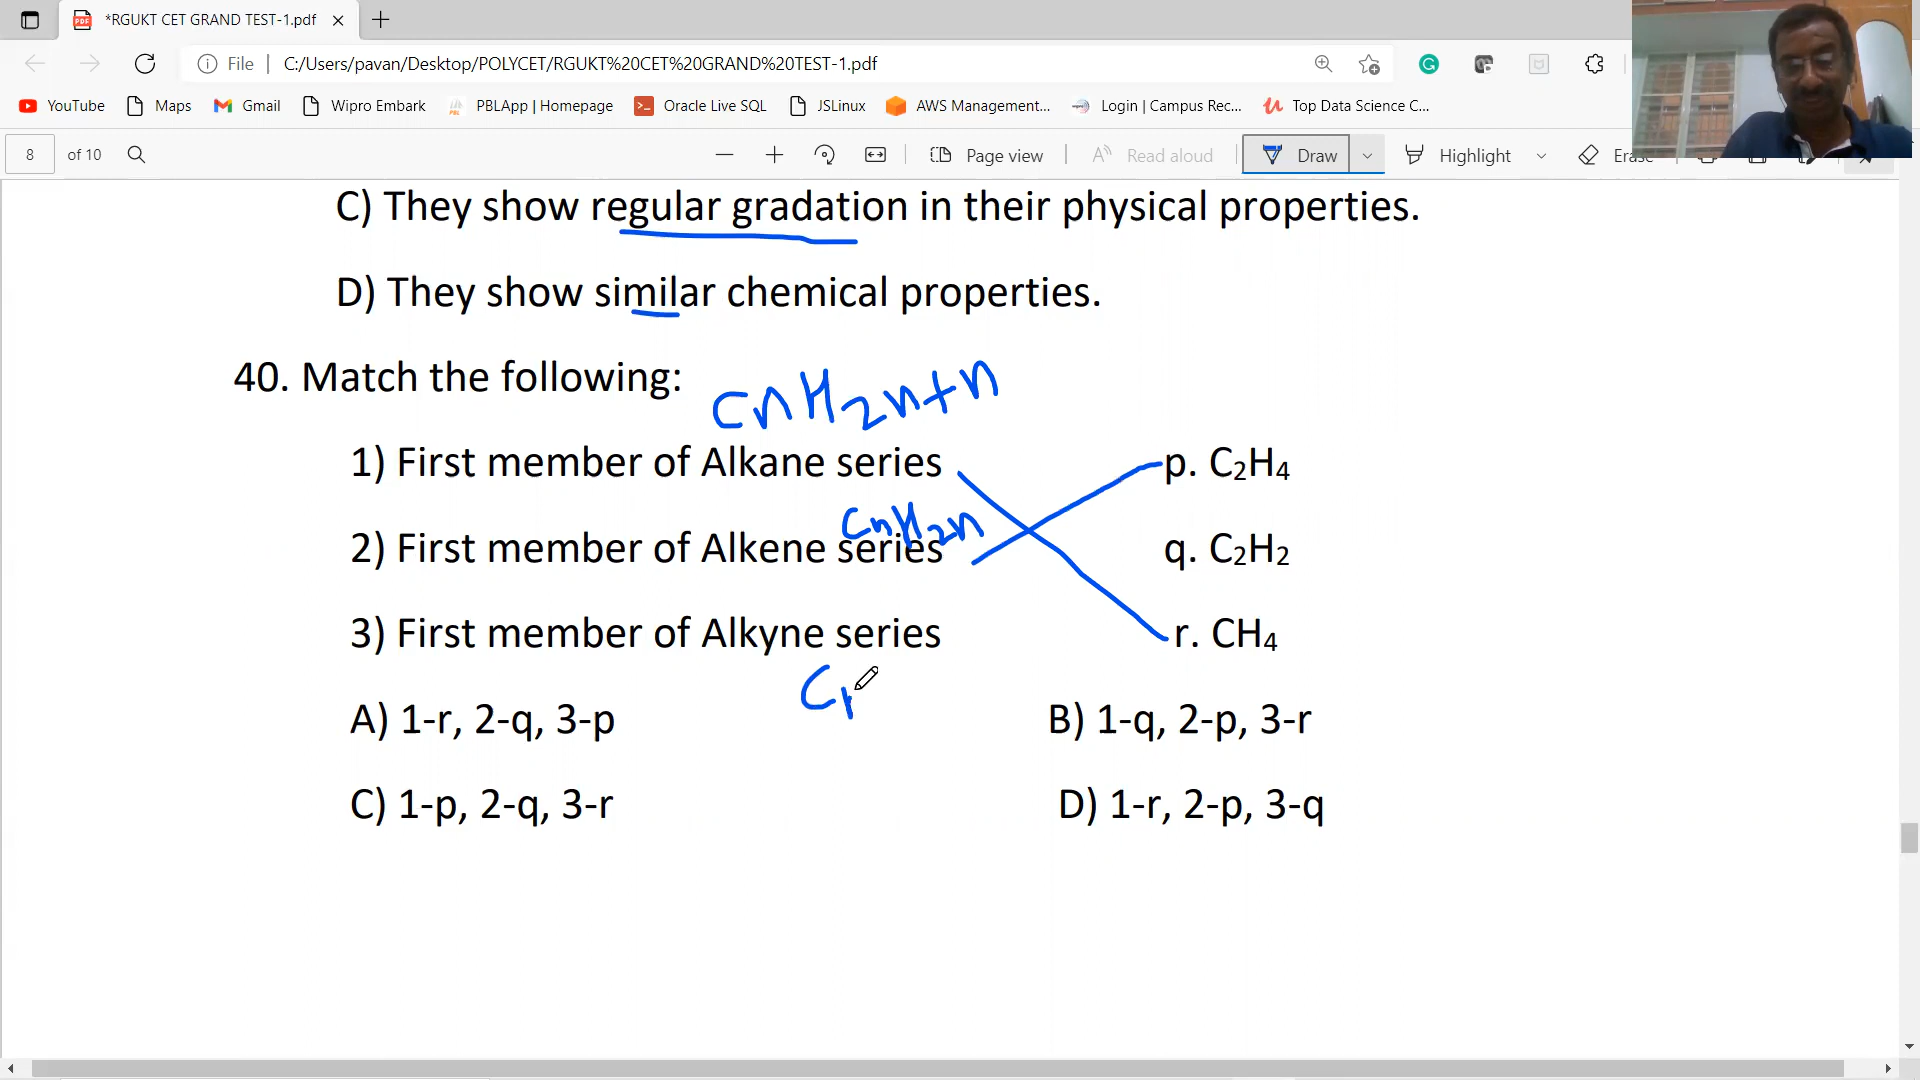 *RGUKT CET GRAND TEST-1.pdf
File C:/Users/pavan/Desktop/POLYCET/RGUKT%20CET%20GRAND%20TEST-1.pdf
YouTube Maps Gmail Wipro Embark PBLApp | Homepage Oracle Live SQL JSLinux AWS Management... Login | Campus Rec... Top Data Science C...
8 of 10 Page view Read aloud Draw Highlight Erase
C) They show regular gradation in their physical properties.
D) They show similar chemical properties.
40. Match the following:
CnH2n+n
1) First member of Alkane series p. C₂H₄
CnH2n
2) First member of Alkene series q. C₂H₂
3) First member of Alkyne series r. CH₄
C
A) 1-r, 2-q, 3-p B) 1-q, 2-p, 3-r
C) 1-p, 2-q, 3-r D) 1-r, 2-p, 3-q